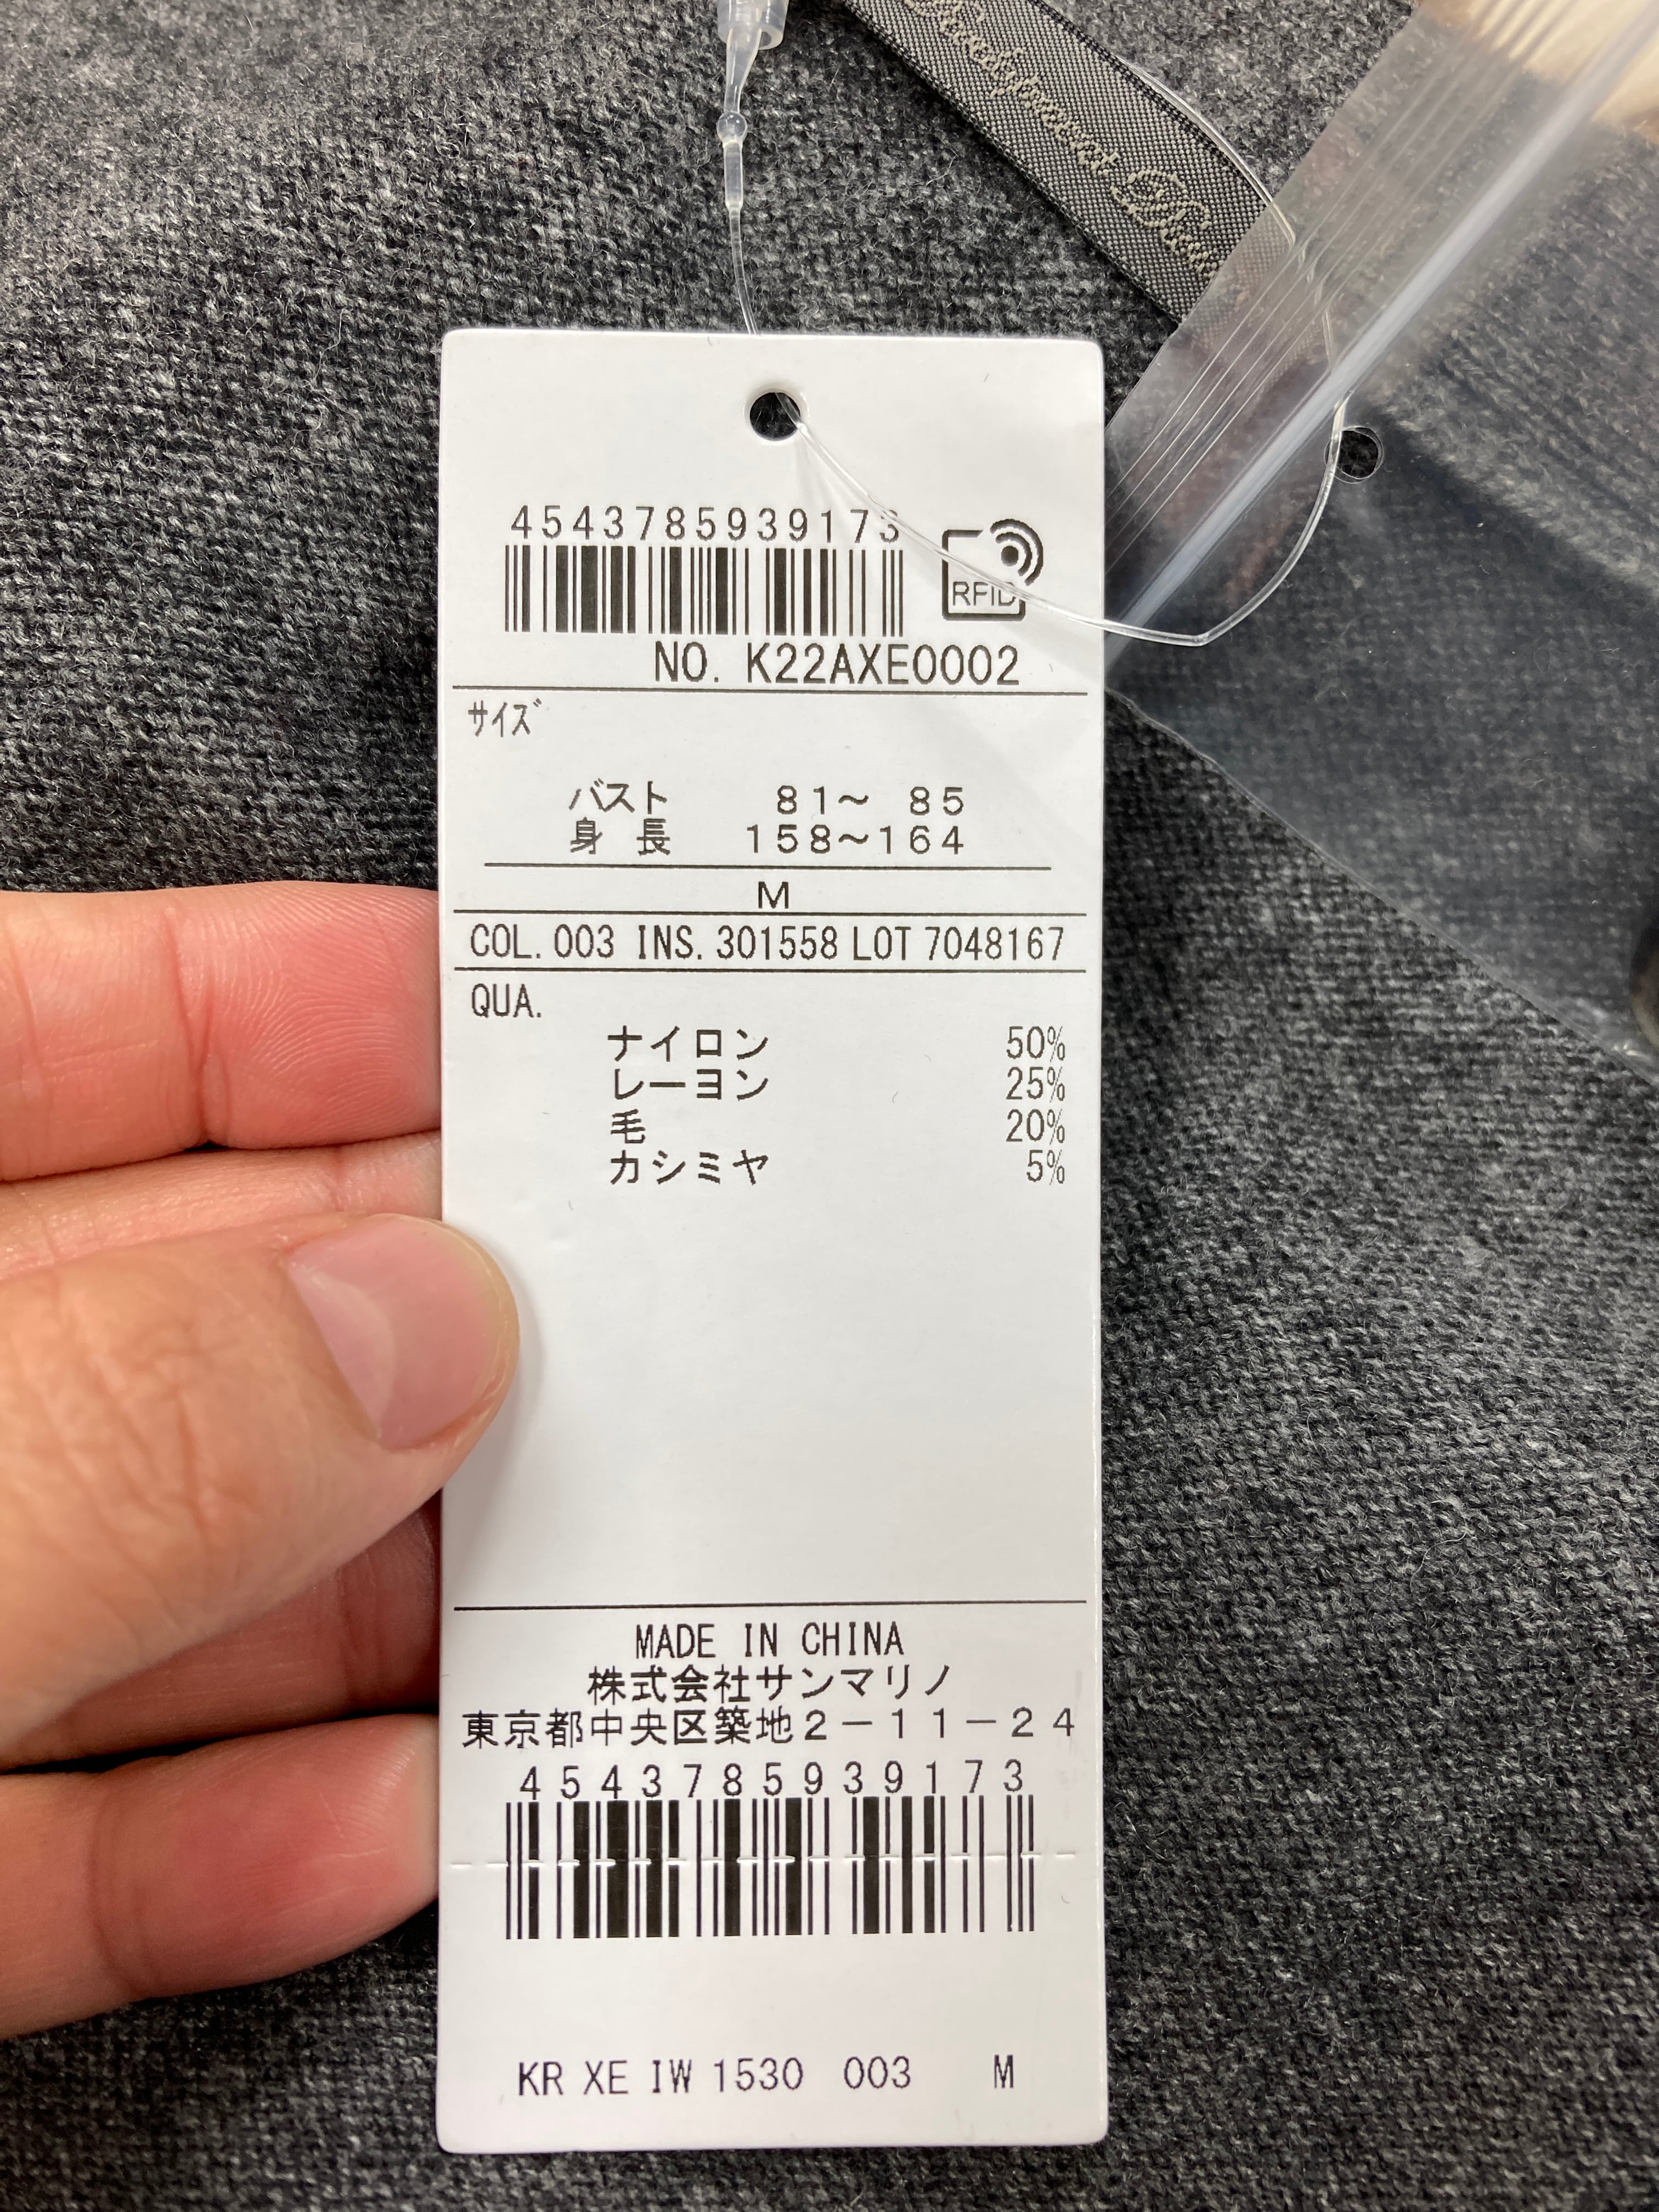 4543785939173
RFID
NO. K22AXE0002
サイズ
バスト 81～ 85
身 長 158～164
M
COL. 003 INS. 301558 LOT 7048167
QUA.
ナイロン 50%
レーヨン 25%
毛 20%
カシミヤ 5%
MADE IN CHINA
株式会社サンマリノ
東京都中央区築地2－11－24
4543785939173
KR XE IW 1530 003 M